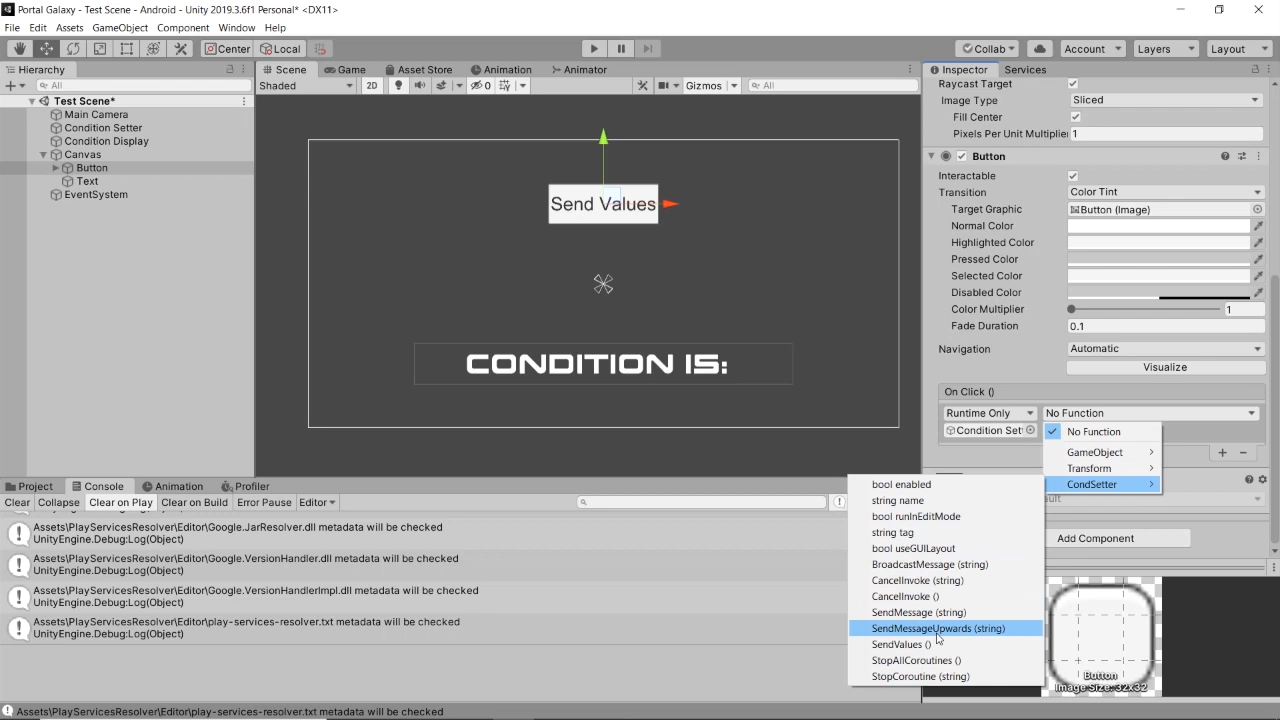 Portal Galaxy - Test Scene - Android - Unity 2019.3.6f1 Personal* <DX11>
File Edit Assets GameObject Component Window Help
Center Local Collab Account Layers Layout
Hierarchy
All
Test Scene*
Main Camera
Condition Setter
Condition Display
Canvas
Button
Text
EventSystem
Scene Game Asset Store Animation Animator
Shaded 2D 0 Gizmos All
Send Values
CONDITION IS:
Inspector Services
Raycast Target
Image Type Sliced
Fill Center
Pixels Per Unit Multiplier 1
Button
Interactable
Transition Color Tint
Target Graphic Button (Image)
Normal Color
Highlighted Color
Pressed Color
Selected Color
Disabled Color
Color Multiplier 1
Fade Duration 0.1
Navigation Automatic
Visualize
On Click ()
Runtime Only No Function
Condition Set
No Function
GameObject
Transform
CondSetter
Add Component
Button
Image Size: 32x32
bool enabled
string name
bool runInEditMode
string tag
bool useGUILayout
BroadcastMessage (string)
CancelInvoke (string)
CancelInvoke ()
SendMessage (string)
SendMessageUpwards (string)
SendValues ()
StopAllCoroutines ()
StopCoroutine (string)
Project Console Animation Profiler
Clear Collapse Clear on Play Clear on Build Error Pause Editor
Assets\PlayServicesResolver\Editor\Google.JarResolver.dll metadata will be checked
UnityEngine.Debug:Log(Object)
Assets\PlayServicesResolver\Editor\Google.VersionHandler.dll metadata will be checked
UnityEngine.Debug:Log(Object)
Assets\PlayServicesResolver\Editor\Google.VersionHandlerImpl.dll metadata will be checked
UnityEngine.Debug:Log(Object)
Assets\PlayServicesResolver\Editor\play-services-resolver.txt metadata will be checked
UnityEngine.Debug:Log(Object)
Assets\PlayServicesResolver\Editor\play-services-resolver.txt metadata will be checked